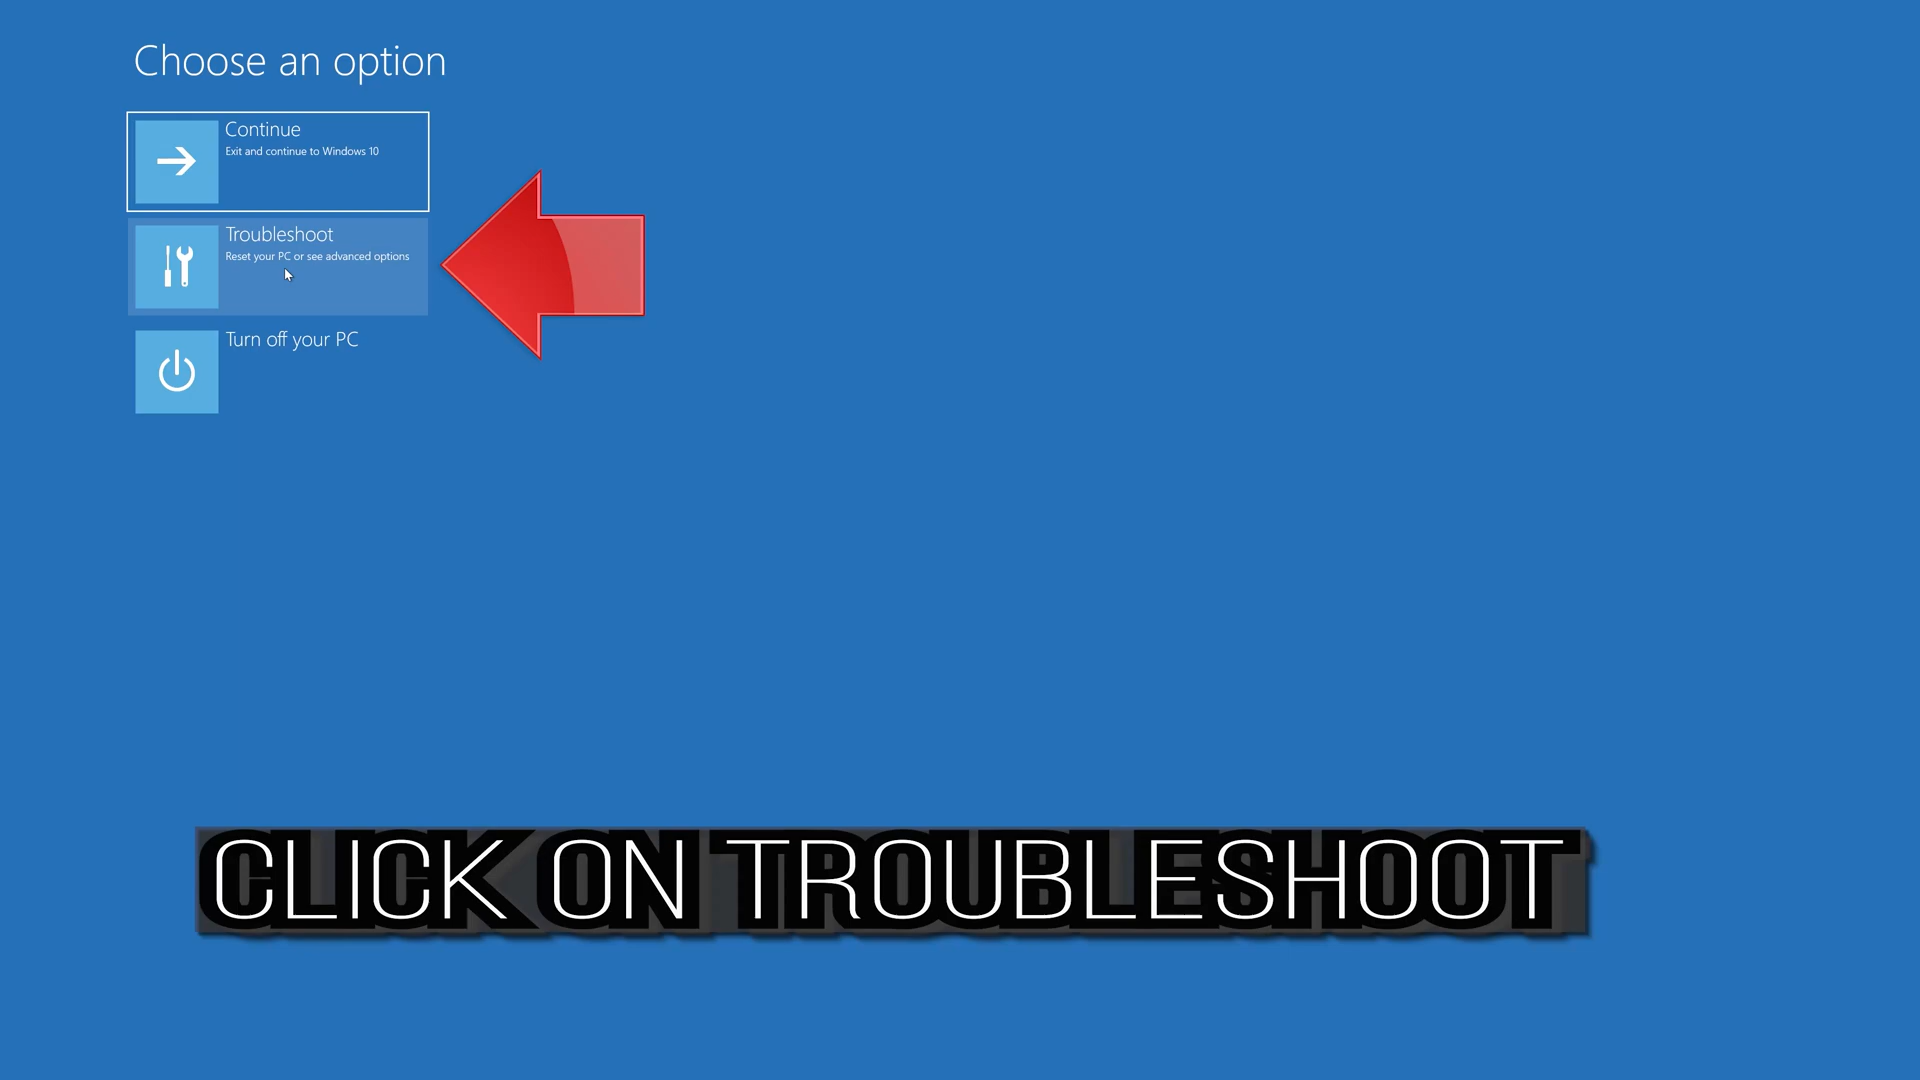 Choose an option
Continue
Exit and continue to Windows 10
Troubleshoot
Reset your PC or see advanced options
Turn off your PC
CLICK ON TROUBLESHOOT